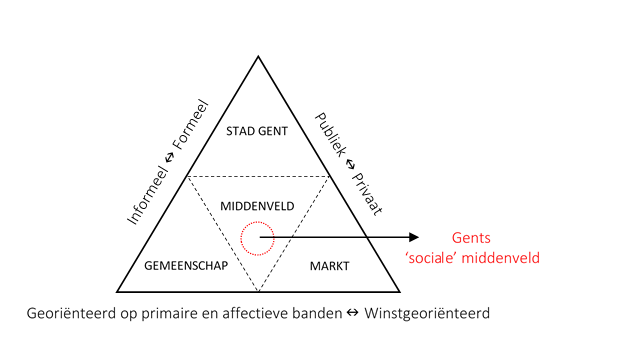 STAD GENT
Informeel ↔ Formeel
Publiek ↔ Privaat
MIDDENVELD
Gents
‘sociale’ middenveld
GEMEENSCHAP
MARKT
Georiënteerd op primaire en affectieve banden ↔ Winstgeoriënteerd